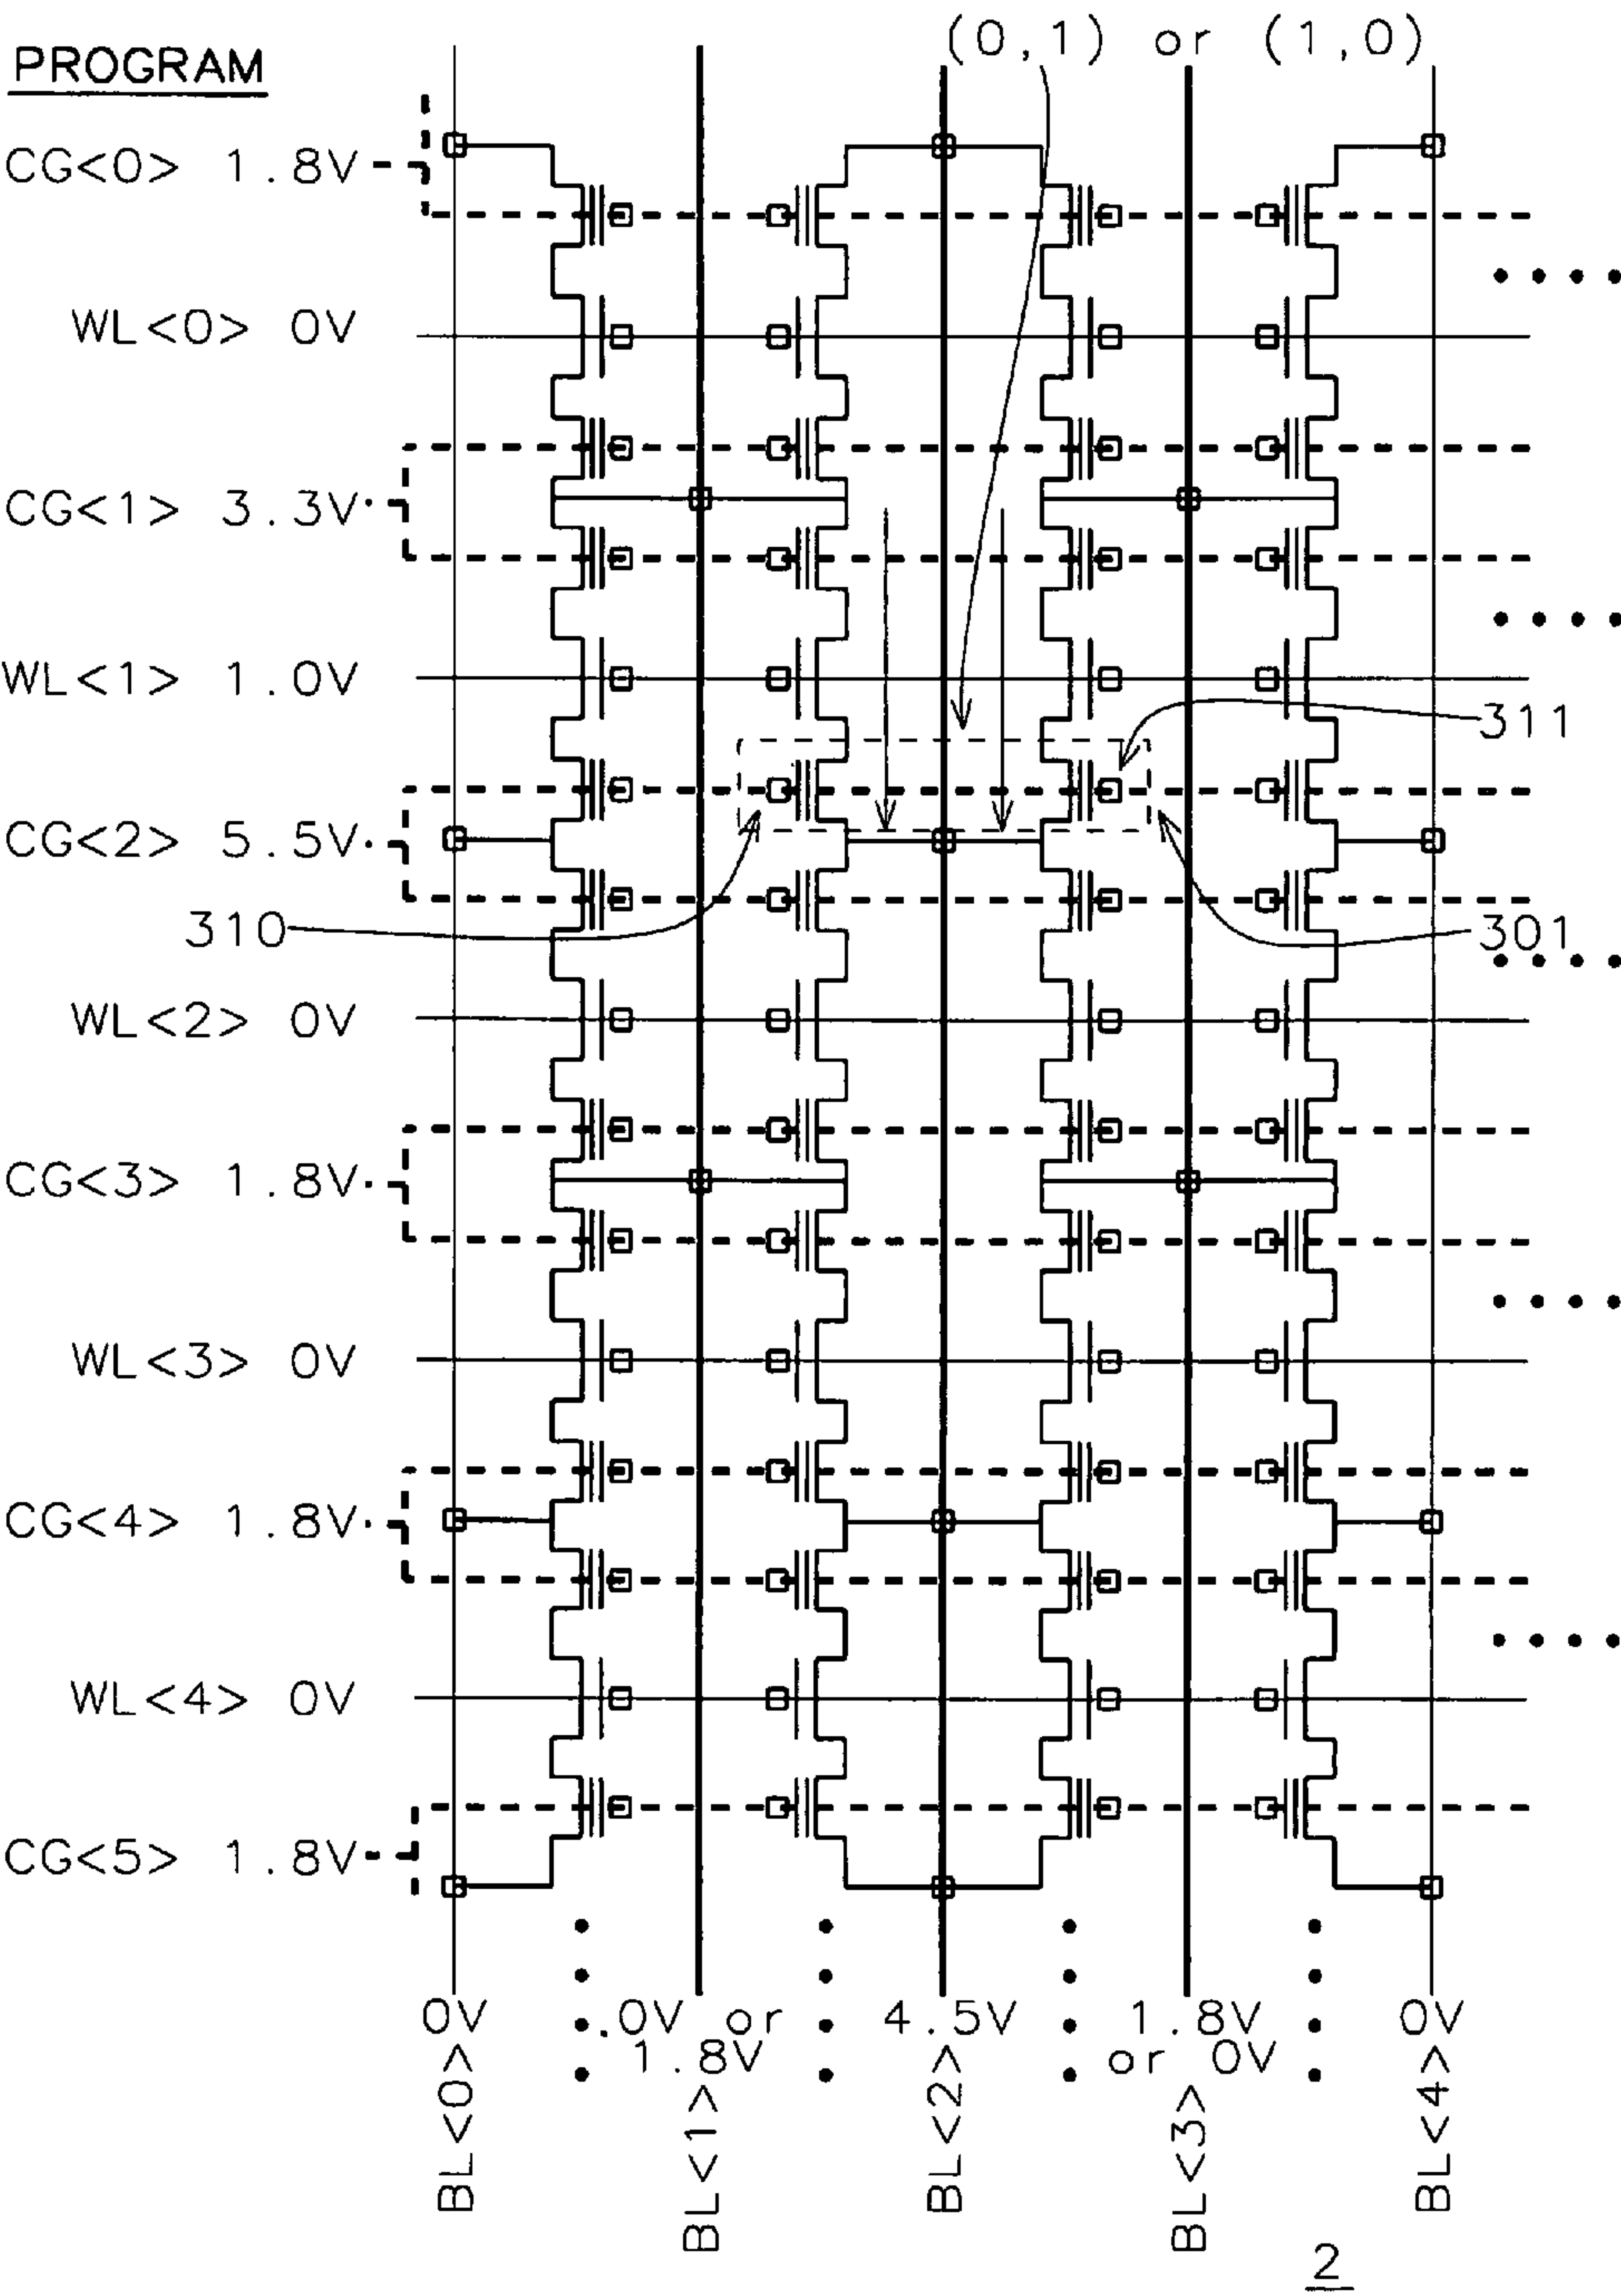 (0,1) or (1,0)
PROGRAM
CG<0> 1.8V
WL<0> 0V
CG<1> 3.3V
WL<1> 1.0V
311
CG<2> 5.5V
310
301
WL<2> 0V
CG<3> 1.8V
WL<3> 0V
CG<4> 1.8V
WL<4> 0V
CG<5> 1.8V
0V
.0V or
1.8V
4.5V
1.8V
or 0V
0V
BL<0>
BL<1>
BL<2>
BL<3>
BL<4>
2